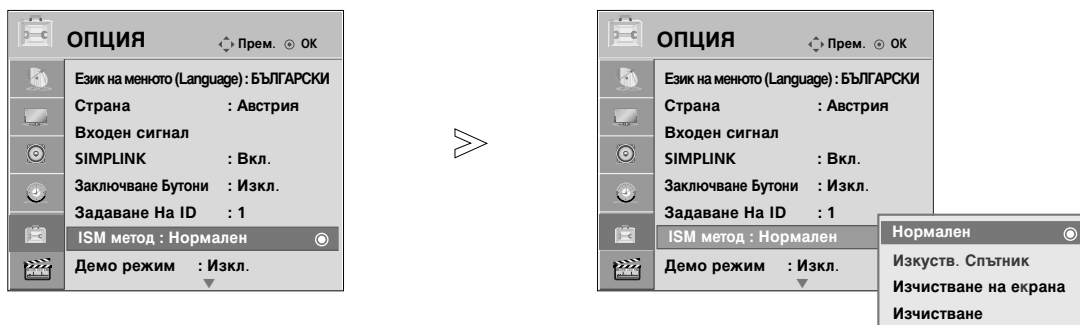 ОПЦИЯ Прем. ОК
Език на менюто (Language) : БЪЛГАРСКИ
Страна : Австрия
Входен сигнал
SIMPLINK : Вкл.
Заключване Бутони : Изкл.
Задаване На ID : 1
ISM метод : Нормален
Демо режим : Изкл.
>
ОПЦИЯ Прем. ОК
Език на менюто (Language) : БЪЛГАРСКИ
Страна : Австрия
Входен сигнал
SIMPLINK : Вкл.
Заключване Бутони : Изкл.
Задаване На ID : 1
ISM метод : Нормален
Демо режим : Изкл.
Нормален
Изкуств. Спътник
Изчистване на екрана
Изчистване